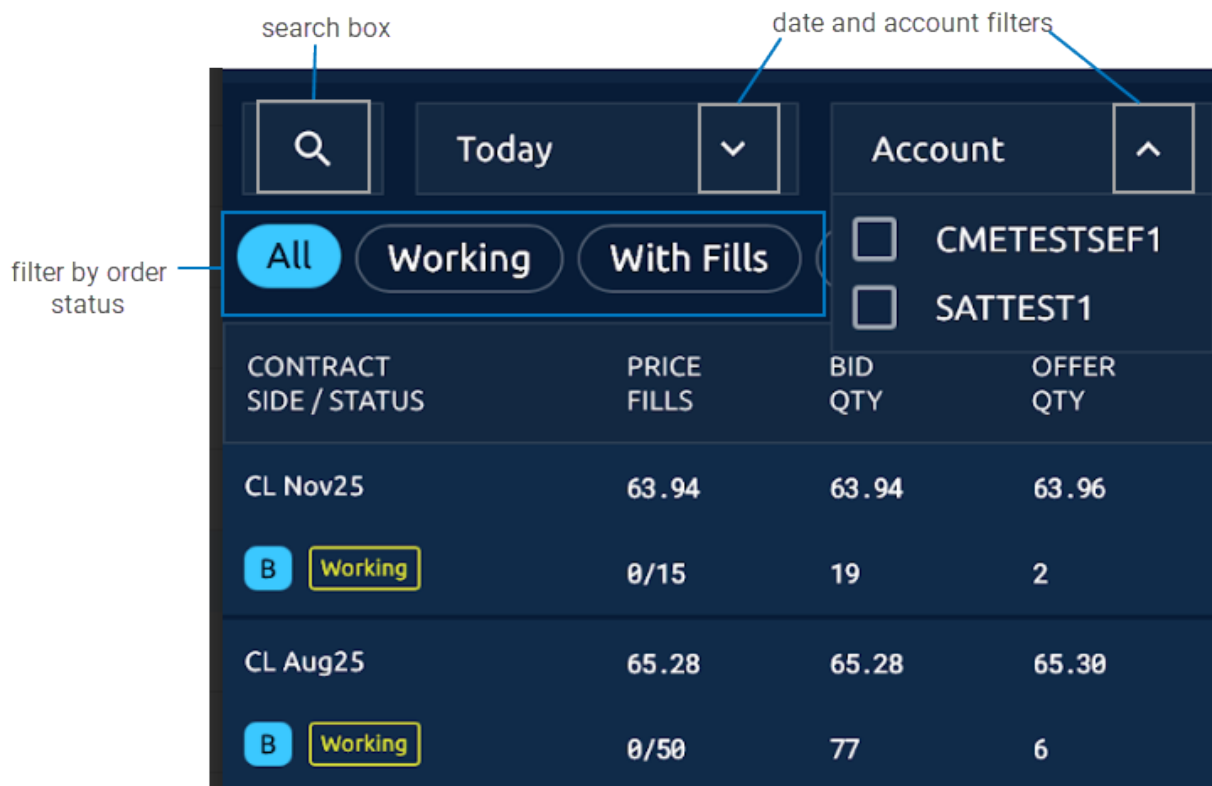 search box
date and account filters
Today
Account
All
Working
With Fills
CMETESTSEF1
SATTEST1
filter by order
status
CONTRACT
SIDE / STATUS
PRICE
FILLS
BID
QTY
OFFER
QTY
CL Nov25
63.94
63.94
63.96
B
Working
0/15
19
2
CL Aug25
65.28
65.28
65.30
B
Working
0/50
77
6